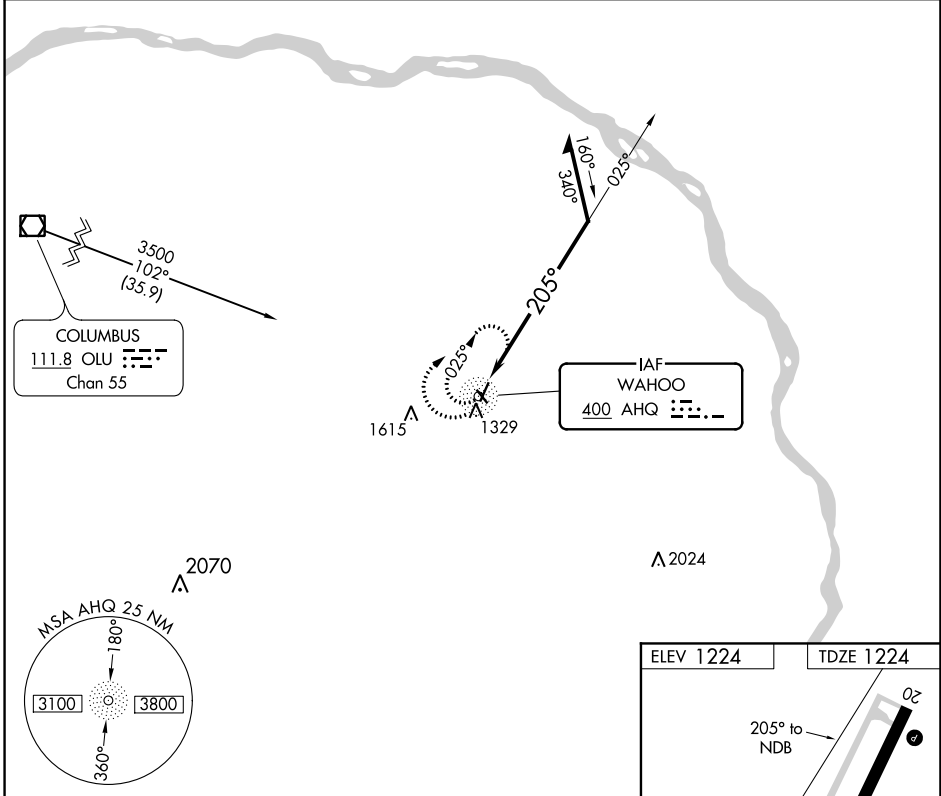 160°
340°
025°
3500
102°
(35.9)
205°
COLUMBUS
111.8 OLU
Chan 55
025°
IAF
WAHOO
400 AHQ
1615
1329
2070
2024
MSA AHQ 25 NM
180°
3100
3800
360°
ELEV 1224
TDZE 1224
20
205° to
NDB
P